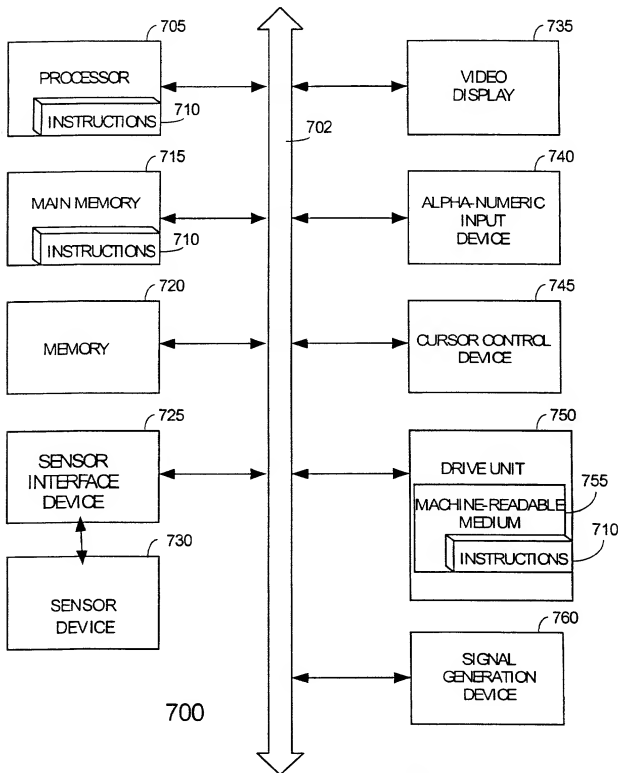 705
PROCESSOR
INSTRUCTIONS
710
715
MAIN MEMORY
INSTRUCTIONS
710
720
MEMORY
725
SENSOR
INTERFACE
DEVICE
730
SENSOR
DEVICE
700
702
735
VIDEO
DISPLAY
740
ALPHA-NUMERIC
INPUT
DEVICE
745
CURSOR CONTROL
DEVICE
750
DRIVE UNIT
755
MACHINE-READABLE
MEDIUM
710
INSTRUCTIONS
760
SIGNAL
GENERATION
DEVICE